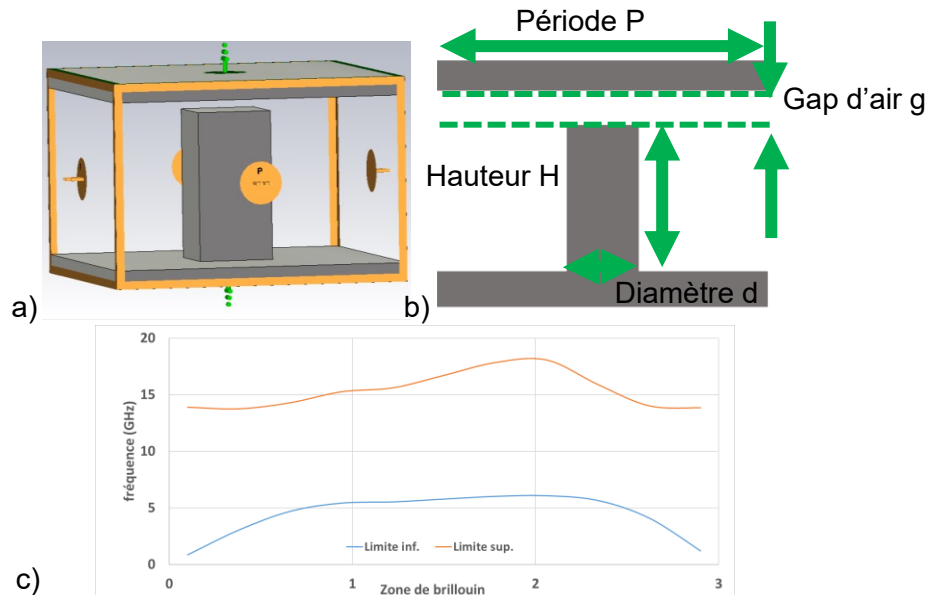 Période P
Gap d'air g
Hauteur H
Diamètre d
P
a)
b)
20
15
10
5
0
fréquence (GHz)
Limite inf.
Limite sup.
0
1
2
3
Zone de brillouin
c)